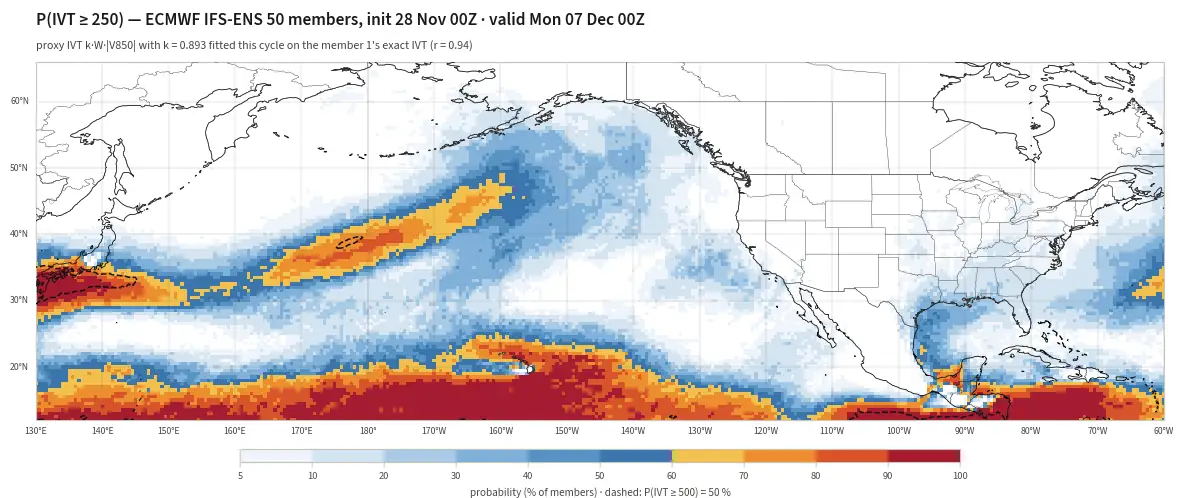 P(IVT ≥ 250) — ECMWF IFS-ENS 50 members, init 28 Nov 00Z · valid Mon 07 Dec 00Z
proxy IVT k·W·|V850| with k = 0.893 fitted this cycle on the member 1's exact IVT (r = 0.94)
60°N
50°N
40°N
30°N
20°N
130°E 140°E 150°E 160°E 170°E 180° 170°W 160°W 150°W 140°W 130°W 120°W 110°W 100°W 90°W 80°W 70°W 60°W
5 10 20 30 40 50 60 70 80 90 100
probability (% of members) · dashed: P(IVT ≥ 500) = 50 %